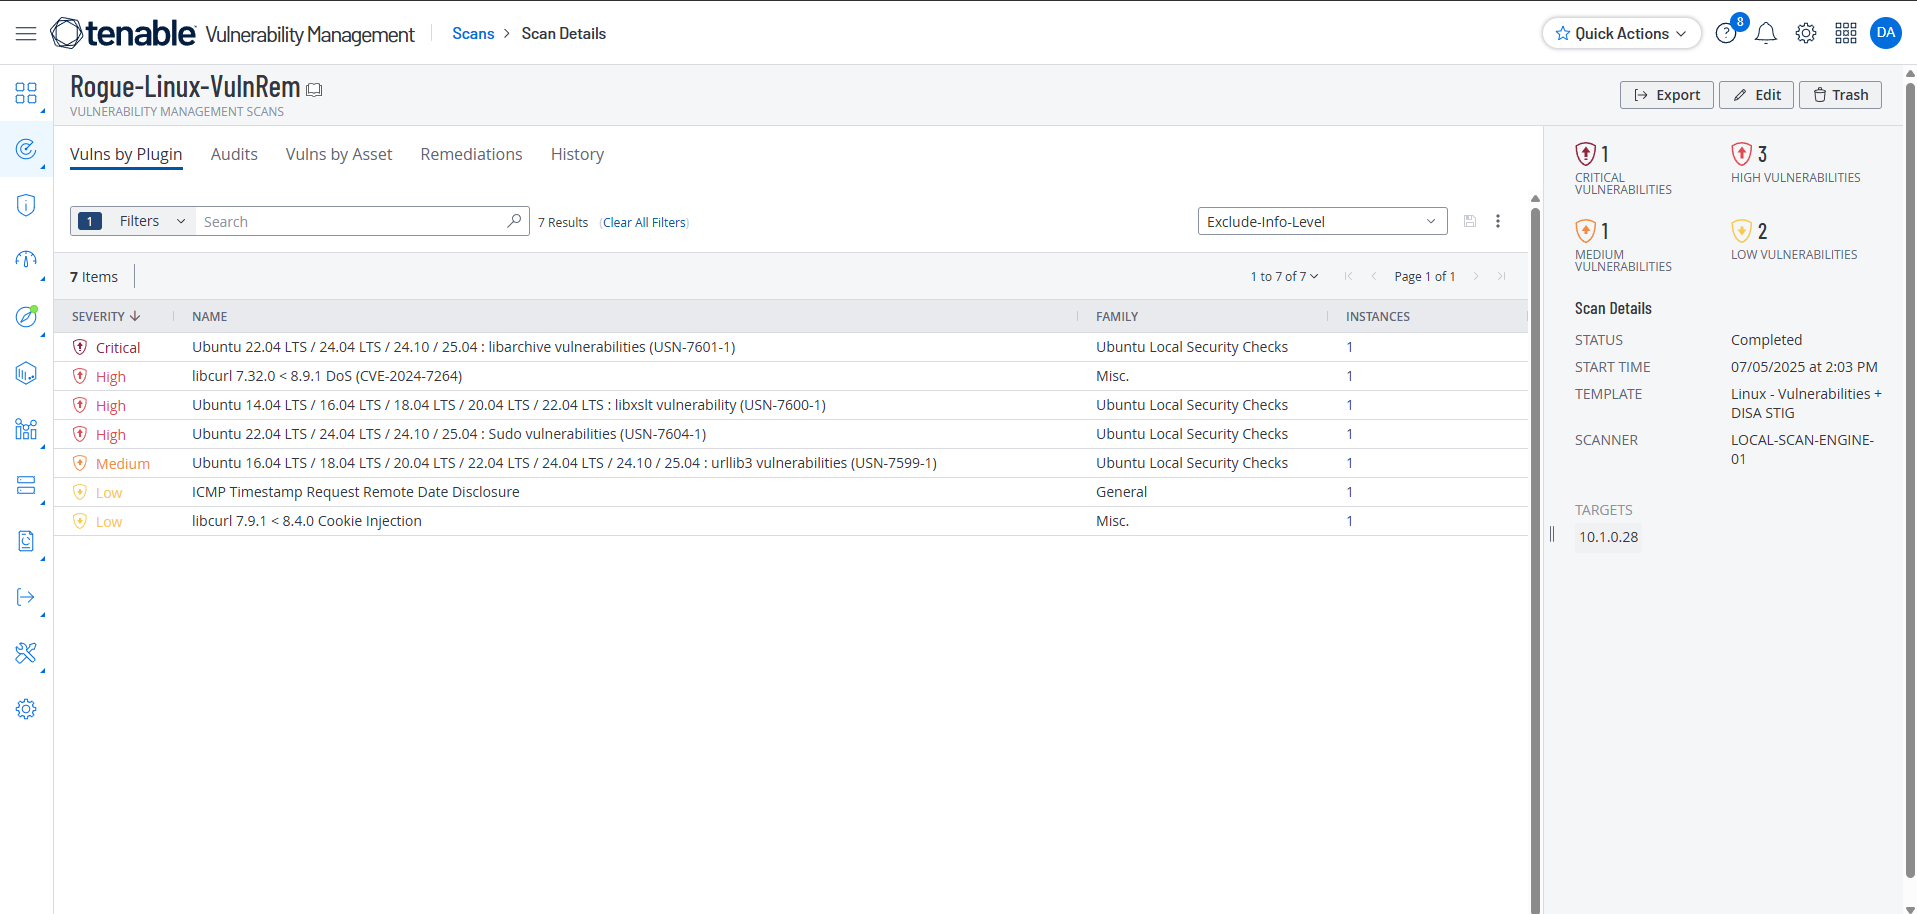 tenable Vulnerability Management Scans > Scan Details Quick Actions 8 DA
Rogue-Linux-VulnRem
VULNERABILITY MANAGEMENT SCANS
Export Edit Trash
Vulns by Plugin Audits Vulns by Asset Remediations History
1 Filters Search 7 Results (Clear All Filters) Exclude-Info-Level
7 Items 1 to 7 of 7 Page 1 of 1
SEVERITY NAME FAMILY INSTANCES
Critical Ubuntu 22.04 LTS / 24.04 LTS / 24.10 / 25.04 : libarchive vulnerabilities (USN-7601-1) Ubuntu Local Security Checks 1
High libcurl 7.32.0 < 8.9.1 DoS (CVE-2024-7264) Misc. 1
High Ubuntu 14.04 LTS / 16.04 LTS / 18.04 LTS / 20.04 LTS / 22.04 LTS : libxslt vulnerability (USN-7600-1) Ubuntu Local Security Checks 1
High Ubuntu 22.04 LTS / 24.04 LTS / 24.10 / 25.04 : Sudo vulnerabilities (USN-7604-1) Ubuntu Local Security Checks 1
Medium Ubuntu 16.04 LTS / 18.04 LTS / 20.04 LTS / 22.04 LTS / 24.04 LTS / 24.10 / 25.04 : urllib3 vulnerabilities (USN-7599-1) Ubuntu Local Security Checks 1
Low ICMP Timestamp Request Remote Date Disclosure General 1
Low libcurl 7.9.1 < 8.4.0 Cookie Injection Misc. 1
1
CRITICAL
VULNERABILITIES
3
HIGH VULNERABILITIES
1
MEDIUM
VULNERABILITIES
2
LOW VULNERABILITIES
Scan Details
STATUS Completed
START TIME 07/05/2025 at 2:03 PM
TEMPLATE Linux - Vulnerabilities +
DISA STIG
SCANNER LOCAL-SCAN-ENGINE-
01
TARGETS
10.1.0.28